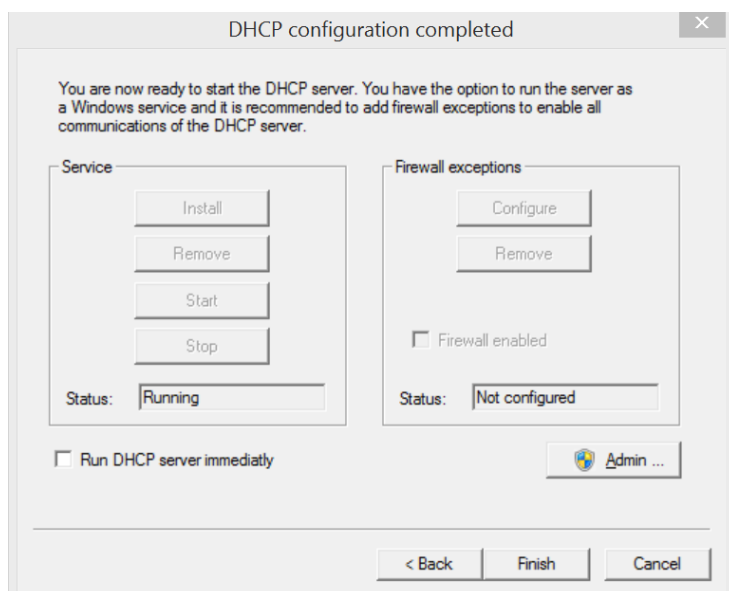 DHCP configuration completed
You are now ready to start the DHCP server. You have the option to run the server as
a Windows service and it is recommended to add firewall exceptions to enable all
communications of the DHCP server.
Service
Install
Remove
Start
Stop
Status: Running
Firewall exceptions
Configure
Remove
Firewall enabled
Status: Not configured
Run DHCP server immediatly
Admin ...
< Back Finish Cancel